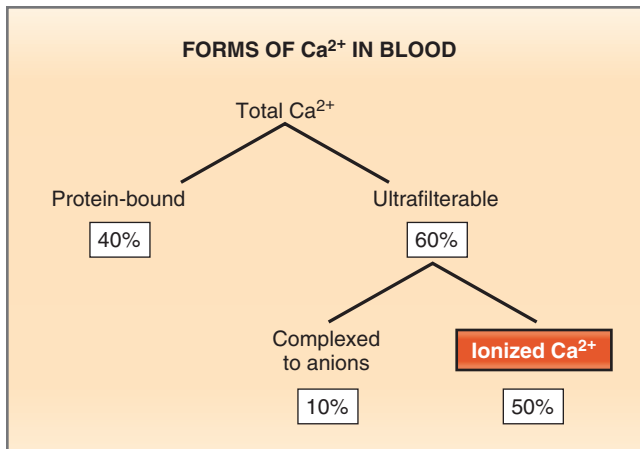 FORMS OF Ca²⁺ IN BLOOD
Total Ca²⁺
Protein-bound
Ultrafilterable
40%
60%
Complexed
to anions
Ionized Ca²⁺
10%
50%